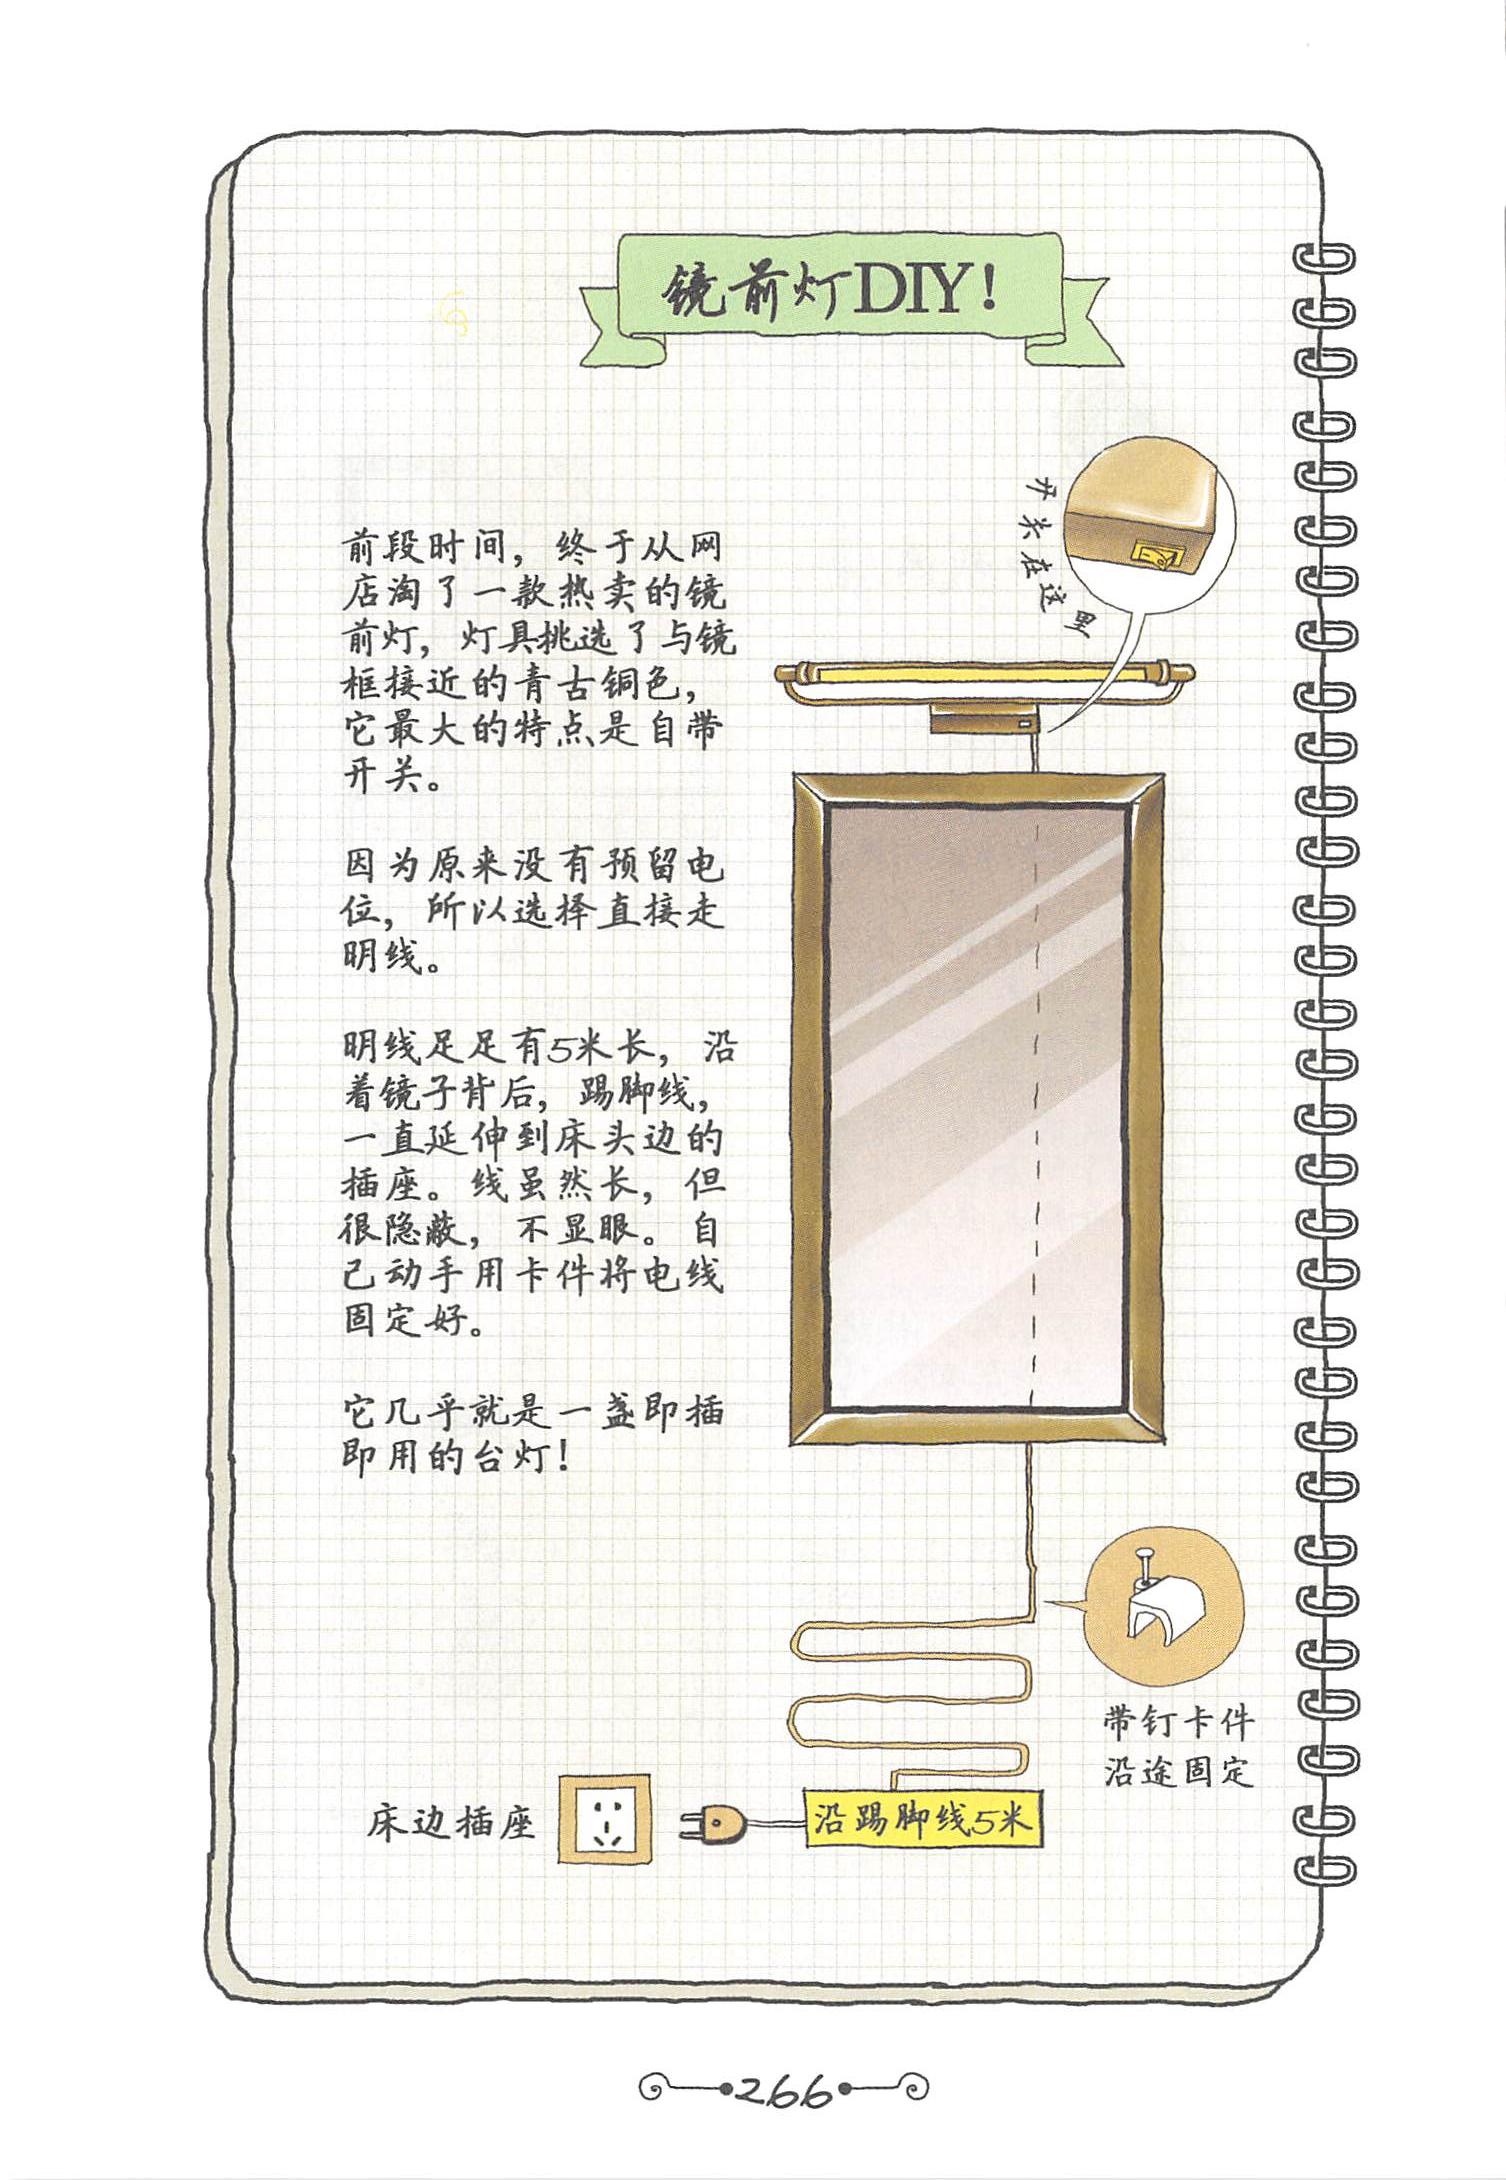 镜前灯DIY！
开关在这里
前段时间，终于从网
店淘了一款热卖的镜
前灯，灯具挑选了与镜
框接近的青古铜色，
它最大的特点是自带
开关。
因为原来没有预留电
位，所以选择直接走
明线。
明线足足有5米长，沿
着镜子背后，踢脚线，
一直延伸到床头边的
插座。线虽然长，但
很隐蔽，不显眼。自
己动手用卡件将电线
固定好。
它几乎就是一盏即插
即用的台灯！
带钉卡件
沿途固定
床边插座
沿踢脚线5米
266